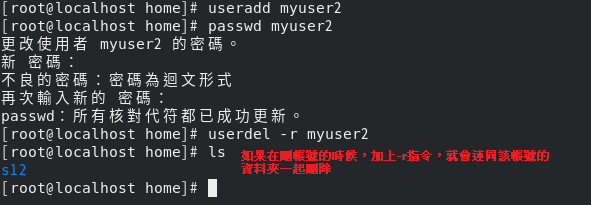 [root@localhost home]# useradd myuser2
[root@localhost home]# passwd myuser2
更改使用者 myuser2 的密碼。
新 密碼：
不良的密碼：密碼為迴文形式
再次輸入新的 密碼：
passwd：所有核對代符都已成功更新。
[root@localhost home]# userdel -r myuser2
[root@localhost home]# ls
如果在刪帳號的時候，加上-r指令，就會連同該帳號的
資料夾一起刪除
s12
[root@localhost home]#